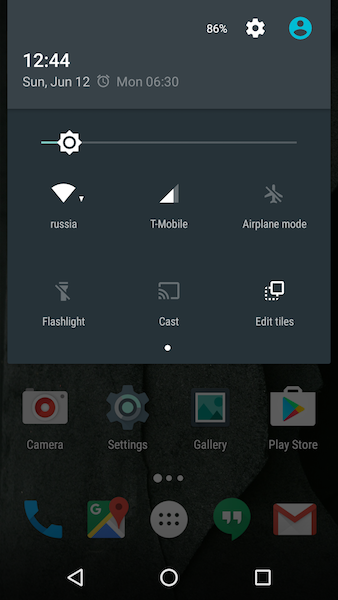 86%
12:44
Sun, Jun 12 Mon 06:30
russia T-Mobile Airplane mode
Flashlight Cast Edit tiles
Camera Settings Gallery Play Store
G